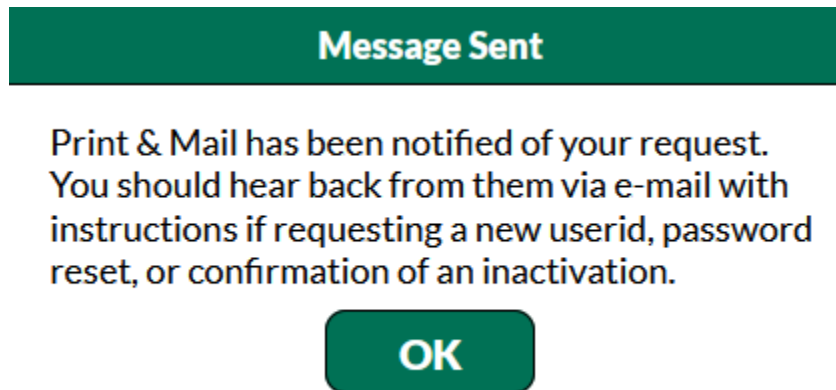 Message Sent
Print & Mail has been notified of your request.
You should hear back from them via e-mail with
instructions if requesting a new userid, password
reset, or confirmation of an inactivation.
OK